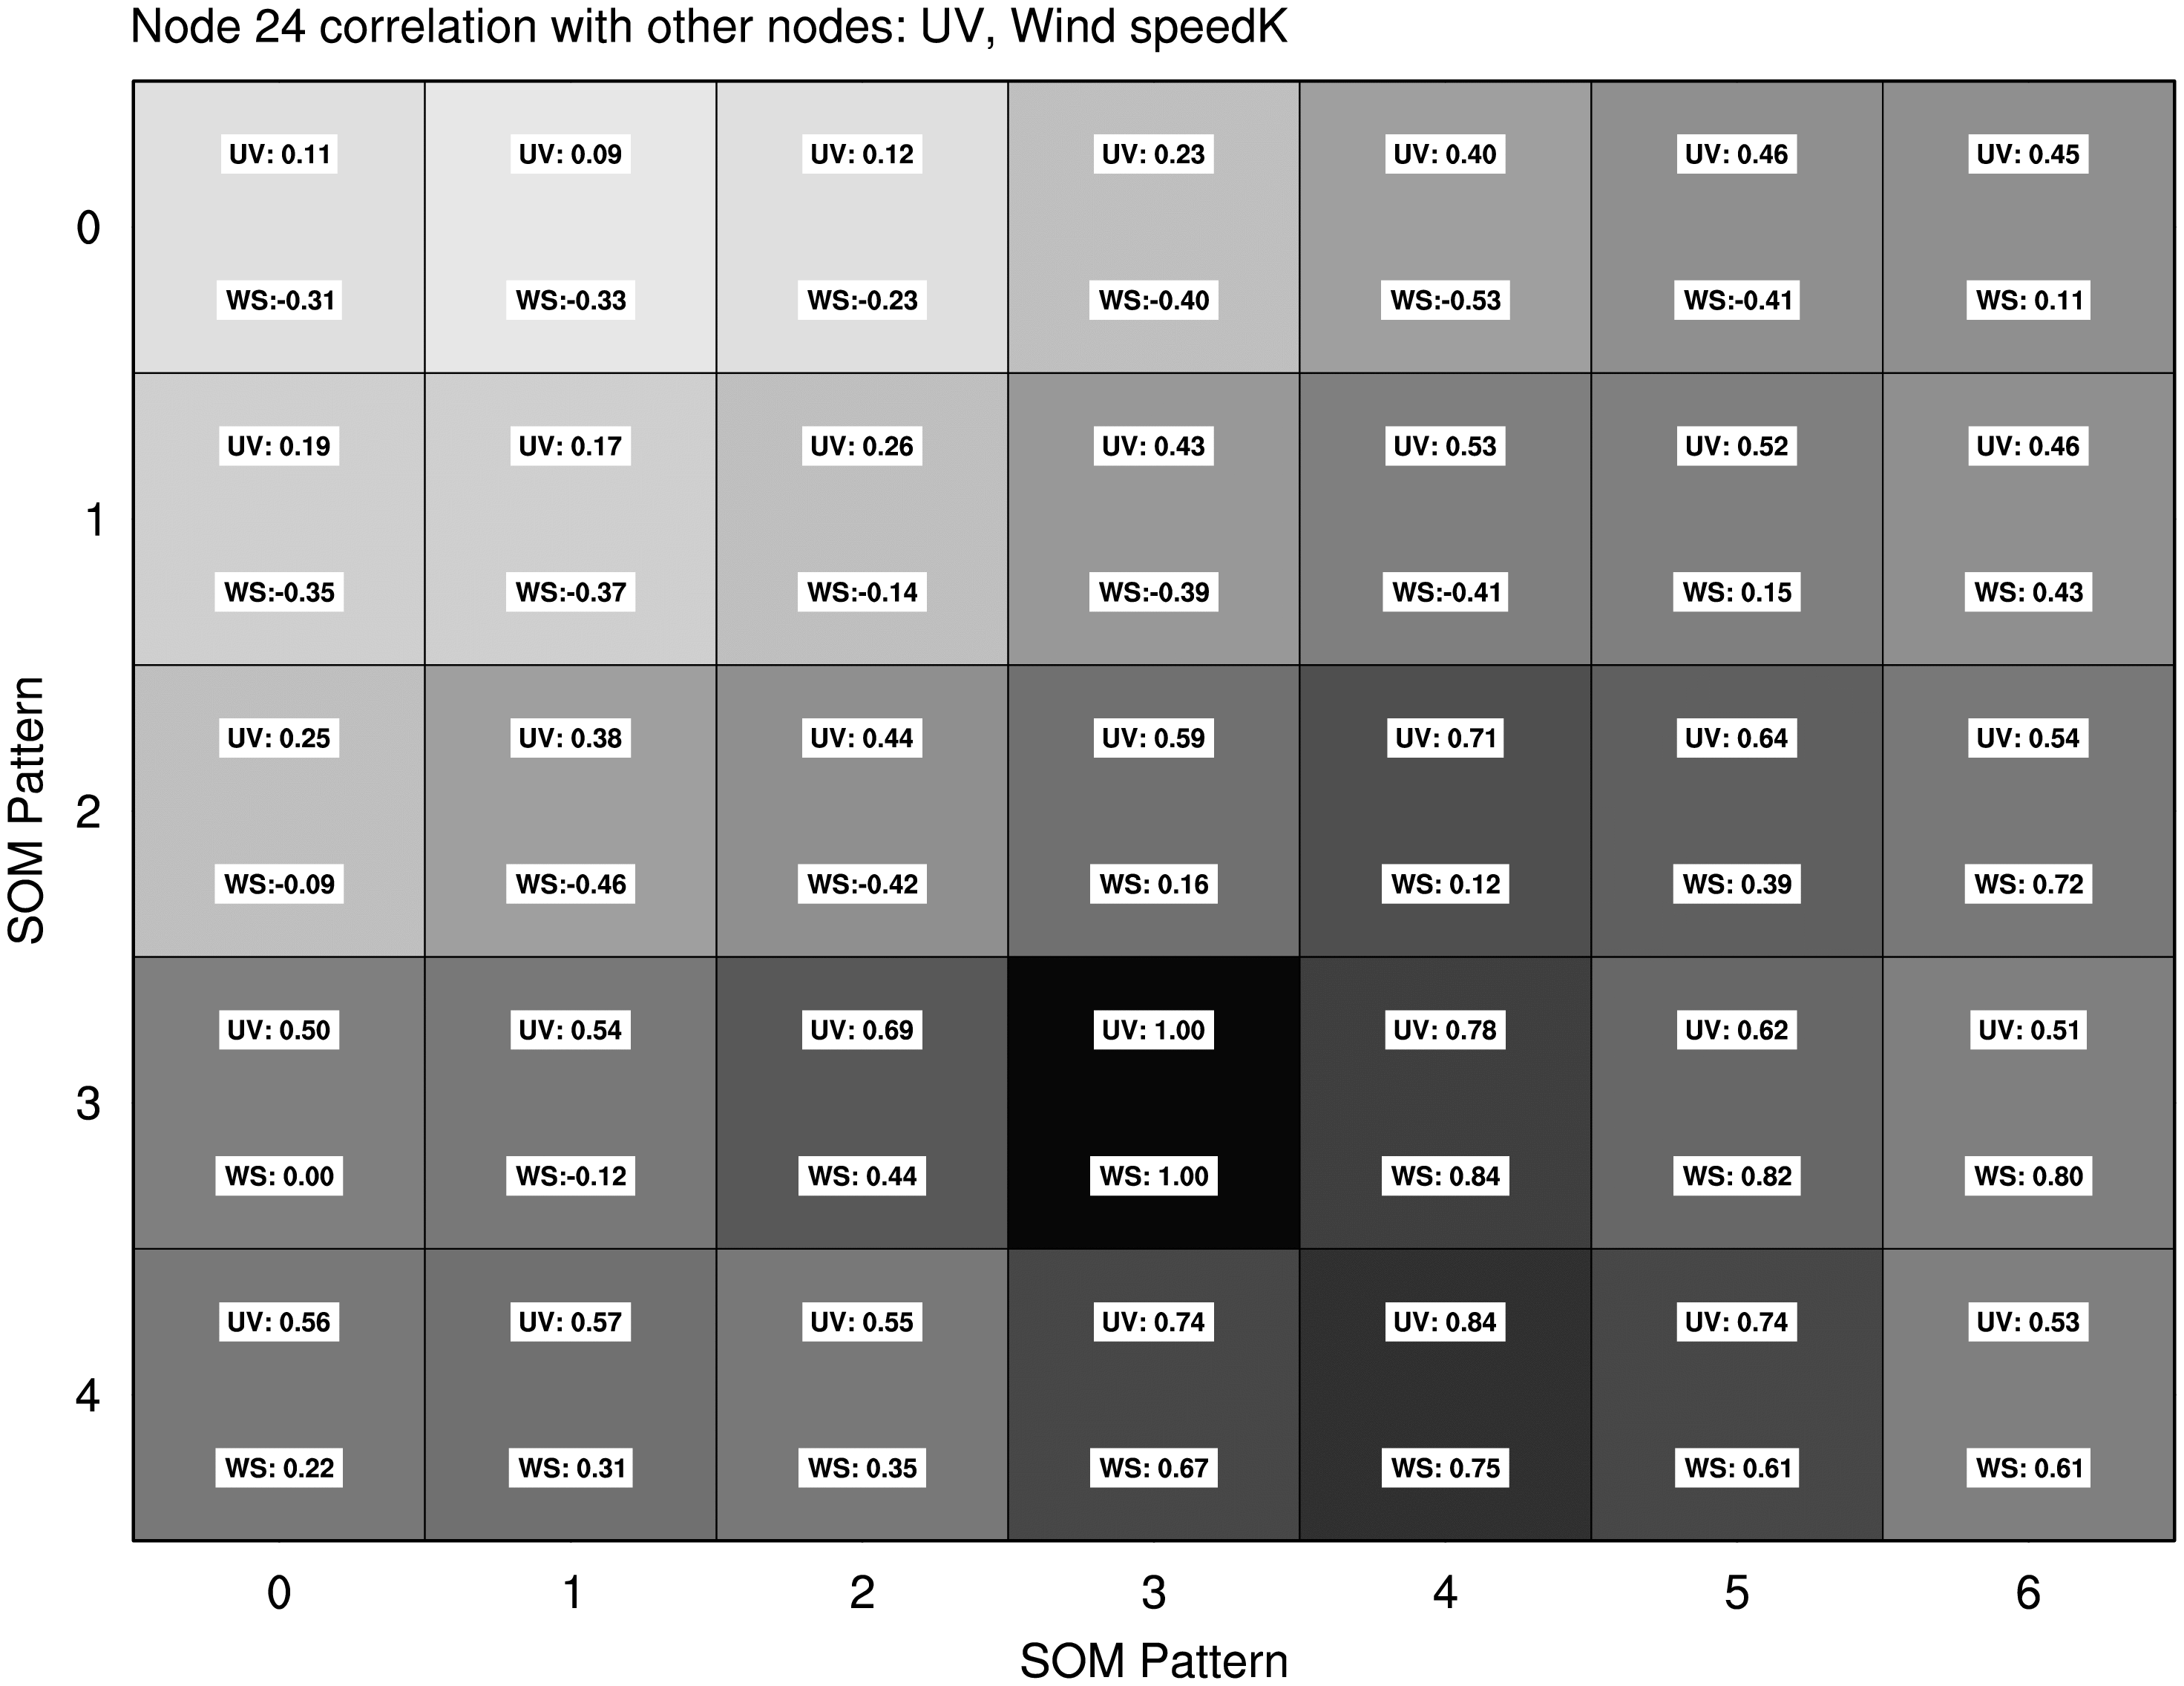 Node 24 correlation with other nodes: UV, Wind speedK
UV: 0.11 UV: 0.09 UV: 0.12 UV: 0.23 UV: 0.40 UV: 0.46 UV: 0.45
0
WS:-0.31 WS:-0.33 WS:-0.23 WS:-0.40 WS:-0.53 WS:-0.41 WS: 0.11
UV: 0.19 UV: 0.17 UV: 0.26 UV: 0.43 UV: 0.53 UV: 0.52 UV: 0.46
1
WS:-0.35 WS:-0.37 WS:-0.14 WS:-0.39 WS:-0.41 WS: 0.15 WS: 0.43
UV: 0.25 UV: 0.38 UV: 0.44 UV: 0.59 UV: 0.71 UV: 0.64 UV: 0.54
SOM Pattern
2
WS:-0.09 WS:-0.46 WS:-0.42 WS: 0.16 WS: 0.12 WS: 0.39 WS: 0.72
UV: 0.50 UV: 0.54 UV: 0.69 UV: 1.00 UV: 0.78 UV: 0.62 UV: 0.51
3
WS: 0.00 WS:-0.12 WS: 0.44 WS: 1.00 WS: 0.84 WS: 0.82 WS: 0.80
UV: 0.56 UV: 0.57 UV: 0.55 UV: 0.74 UV: 0.84 UV: 0.74 UV: 0.53
4
WS: 0.22 WS: 0.31 WS: 0.35 WS: 0.67 WS: 0.75 WS: 0.61 WS: 0.61
0 1 2 3 4 5 6
SOM Pattern